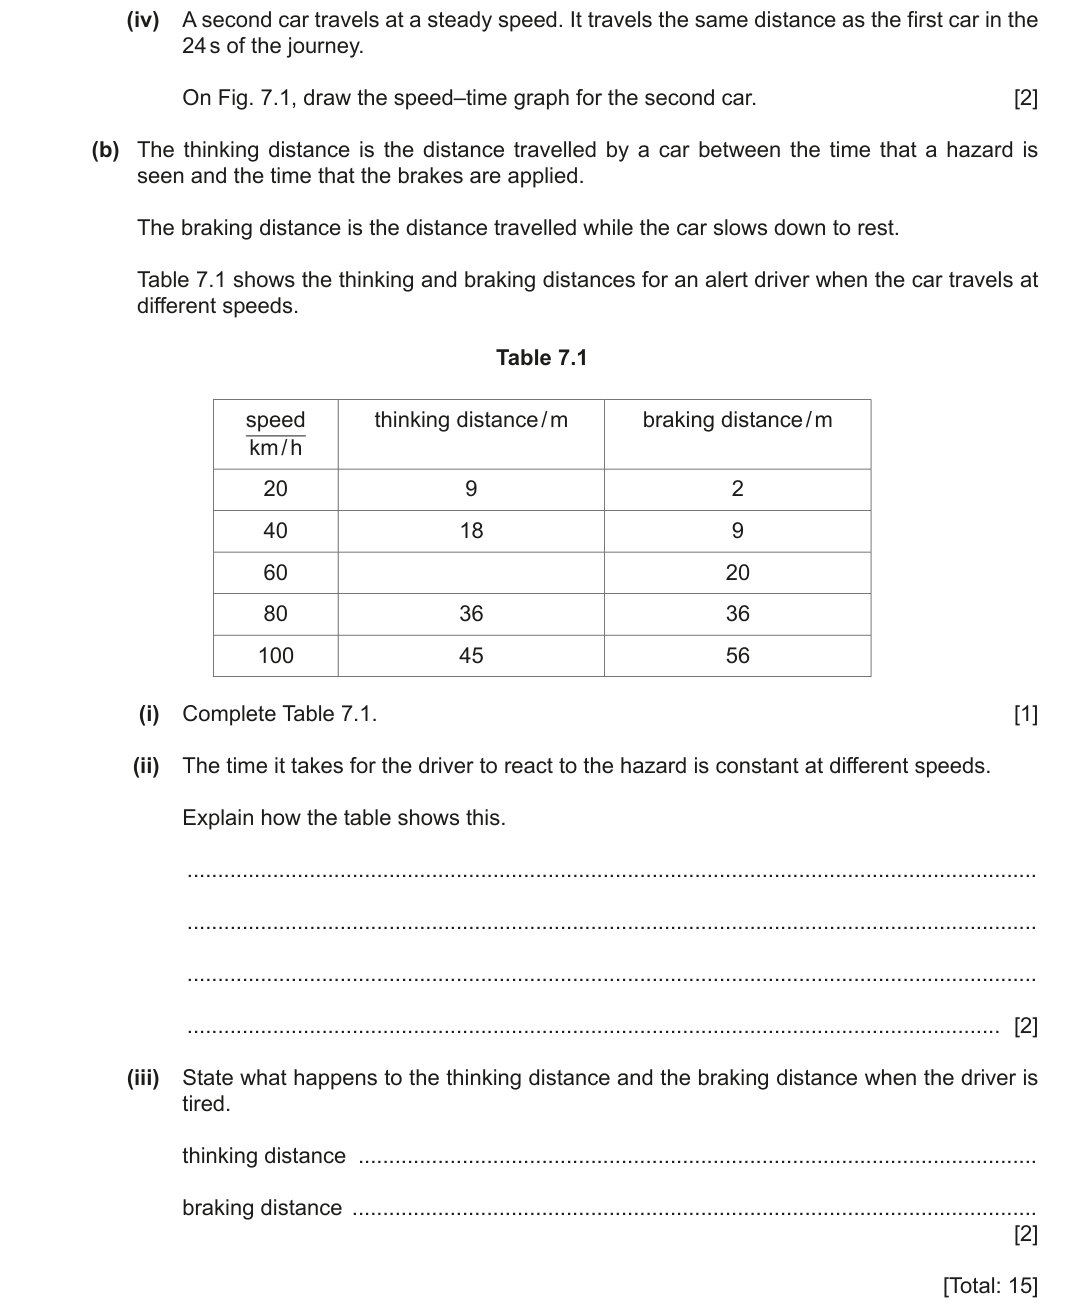 (iv) A second car travels at a steady speed. It travels the same distance as the first car in the
24 s of the journey.
On Fig. 7.1, draw the speed–time graph for the second car. [2]
(b) The thinking distance is the distance travelled by a car between the time that a hazard is
seen and the time that the brakes are applied.
The braking distance is the distance travelled while the car slows down to rest.
Table 7.1 shows the thinking and braking distances for an alert driver when the car travels at
different speeds.
Table 7.1
speed thinking distance / m braking distance / m
km / h
20 9 2
40 18 9
60 20
80 36 36
100 45 56
(i) Complete Table 7.1. [1]
(ii) The time it takes for the driver to react to the hazard is constant at different speeds.
Explain how the table shows this.
[2]
(iii) State what happens to the thinking distance and the braking distance when the driver is
tired.
thinking distance
braking distance
[2]
[Total: 15]